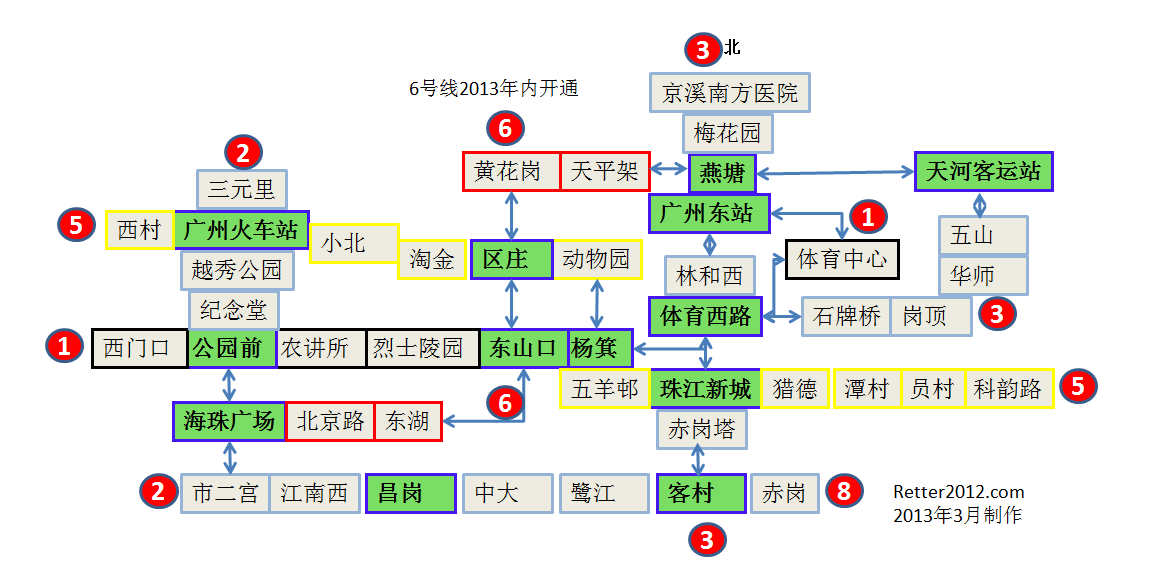 3 北
京溪南方医院
6号线2013年内开通
梅花园
6
2
黄花岗 天平架
燕塘
天河客运站
三元里
5
西村 广州火车站
广州东站
1
小北
淘金
区庄 动物园
体育中心
五山
越秀公园
林和西
华师
纪念堂
体育西路
石牌桥 岗顶
3
1
西门口 公园前 农讲所 烈士陵园 东山口 杨箕
五羊邨 珠江新城 猎德 潭村 员村 科韵路
5
6
海珠广场 北京路 东湖
赤岗塔
2
市二宫 江南西 昌岗 中大 鹭江 客村 赤岗
8
Retter2012.com
2013年3月制作
3